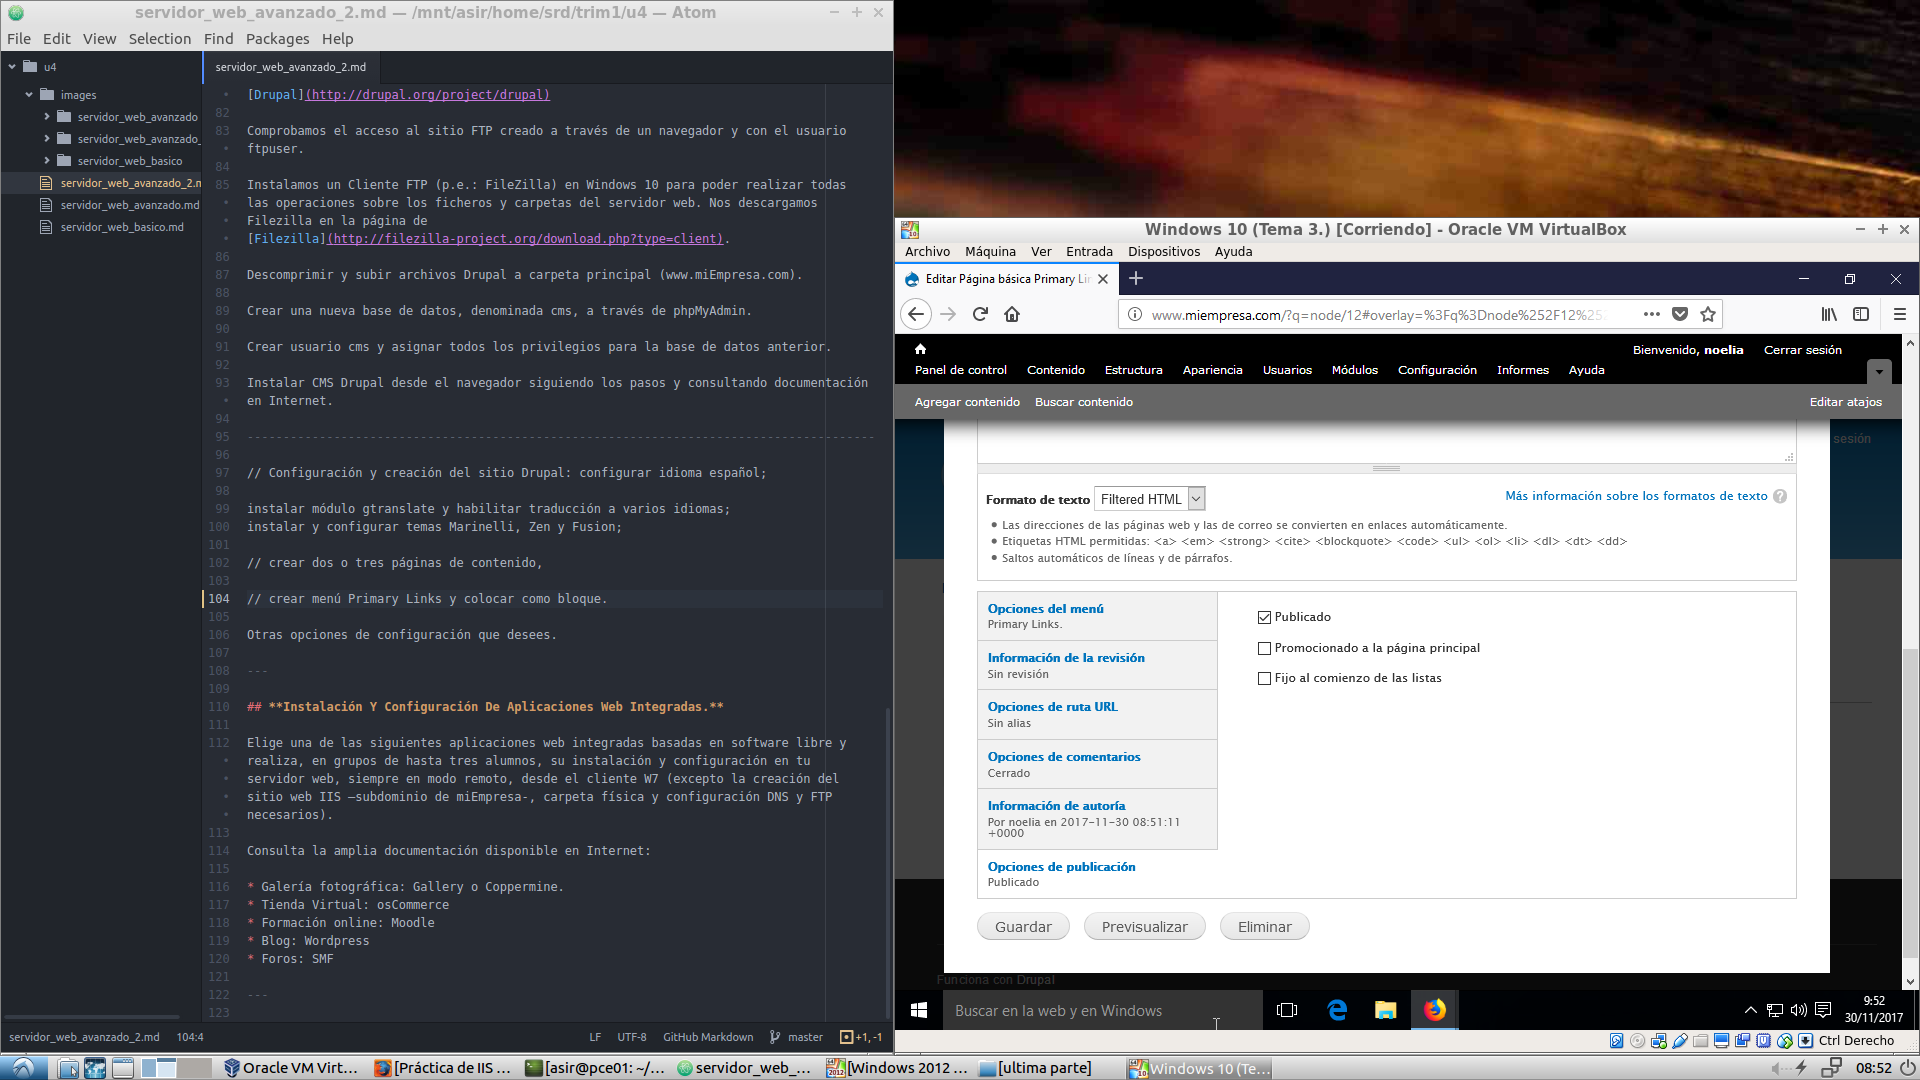 servidor_web_avanzado_2.md — /mnt/asir/home/srd/trim1/u4 — Atom
File Edit View Selection Find Packages Help
u4
images
servidor_web_avanzado
servidor_web_avanzado_
servidor_web_basico
servidor_web_avanzado_2.m
servidor_web_avanzado.md
servidor_web_basico.md
servidor_web_avanzado_2.md
[Drupal](http://drupal.org/project/drupal)
82
83 Comprobamos el acceso al sitio FTP creado a través de un navegador y con el usuario
ftpuser.
84
85 Instalamos un Cliente FTP (p.e.: FileZilla) en Windows 10 para poder realizar todas
las operaciones sobre los ficheros y carpetas del servidor web. Nos descargamos
Filezilla en la página de
[Filezilla](http://filezilla-project.org/download.php?type=client).
86
87 Descomprimir y subir archivos Drupal a carpeta principal (www.miEmpresa.com).
88
89 Crear una nueva base de datos, denominada cms, a través de phpMyAdmin.
90
91 Crear usuario cms y asignar todos los privilegios para la base de datos anterior.
92
93 Instalar CMS Drupal desde el navegador siguiendo los pasos y consultando documentación
en Internet.
94
95 ---------------------------------------------------------------------------------------
96
97 // Configuración y creación del sitio Drupal: configurar idioma español;
98
99 instalar módulo gtranslate y habilitar traducción a varios idiomas;
100 instalar y configurar temas Marinelli, Zen y Fusion;
101
102 // crear dos o tres páginas de contenido,
103
104 // crear menú Primary Links y colocar como bloque.
105
106 Otras opciones de configuración que desees.
107
108 ---
109
110 ## **Instalación Y Configuración De Aplicaciones Web Integradas.**
111
112 Elige una de las siguientes aplicaciones web integradas basadas en software libre y
realiza, en grupos de hasta tres alumnos, su instalación y configuración en tu
servidor web, siempre en modo remoto, desde el cliente W7 (excepto la creación del
sitio web IIS –subdominio de miEmpresa-, carpeta física y configuración DNS y FTP
necesarios).
113
114 Consulta la amplia documentación disponible en Internet:
115
116 * Galería fotográfica: Gallery o Coppermine.
117 * Tienda Virtual: osCommerce
118 * Formación online: Moodle
119 * Blog: Wordpress
120 * Foros: SMF
121
122 ---
123
servidor_web_avanzado_2.md 104:4 LF UTF-8 GitHub Markdown master +1, -1
Windows 10 (Tema 3.) [Corriendo] - Oracle VM VirtualBox
Archivo Máquina Ver Entrada Dispositivos Ayuda
Editar Página básica Primary Lin
www.miempresa.com/?q=node/12#overlay=%3Fq%3Dnode%252F12%252
Bienvenido, noelia Cerrar sesión
Panel de control Contenido Estructura Apariencia Usuarios Módulos Configuración Informes Ayuda
Agregar contenido Buscar contenido Editar atajos
sesión
Formato de texto Filtered HTML Más información sobre los formatos de texto ?
• Las direcciones de las páginas web y las de correo se convierten en enlaces automáticamente.
• Etiquetas HTML permitidas: <a> <em> <strong> <cite> <blockquote> <code> <ul> <ol> <li> <dl> <dt> <dd>
• Saltos automáticos de líneas y de párrafos.
Opciones del menú
Primary Links.
Información de la revisión
Sin revisión
Opciones de ruta URL
Sin alias
Opciones de comentarios
Cerrado
Información de autoría
Por noelia en 2017-11-30 08:51:11
+0000
Opciones de publicación
Publicado
Publicado
Promocionado a la página principal
Fijo al comienzo de las listas
Guardar Previsualizar Eliminar
Funciona con Drupal
Buscar en la web y en Windows
9:52
30/11/2017
Ctrl Derecho
Oracle VM Virt... [Práctica de IIS ... [asir@pce01: ~/... servidor_web_... [Windows 2012 ... [ultima parte] Windows 10 (Te... 08:52